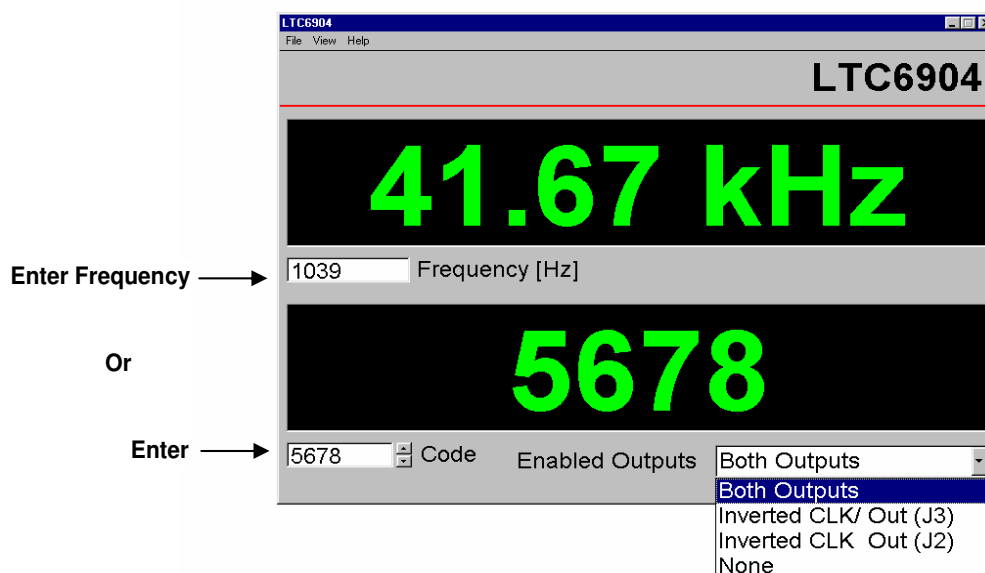 LTC6904
File View Help
LTC6904
41.67 kHz
Enter Frequency
1039 Frequency [Hz]
Or
5678
Enter
5678 Code
Enabled Outputs
Both Outputs
Both Outputs
Inverted CLK/ Out (J3)
Inverted CLK Out (J2)
None